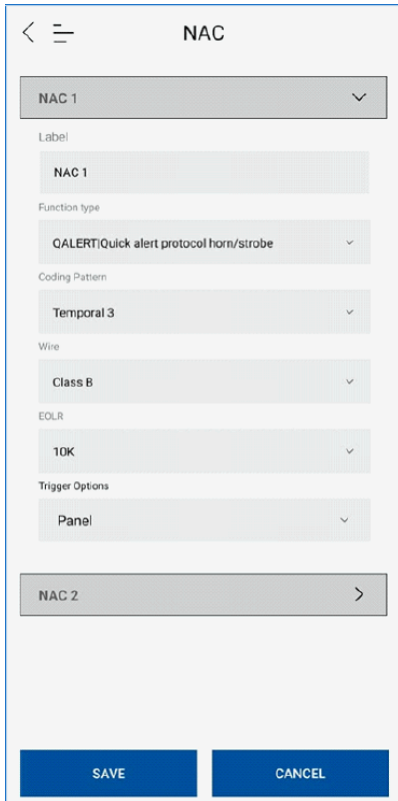 NAC
NAC 1
Label
NAC 1
Function type
QALERT|Quick alert protocol horn/strobe
Coding Pattern
Temporal 3
Wire
Class B
EOLR
10K
Trigger Options
Panel
NAC 2
SAVE
CANCEL